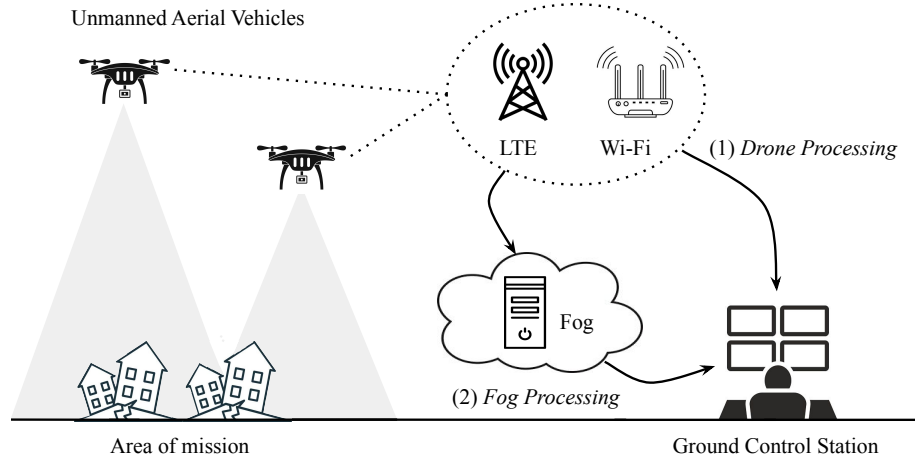 Unmanned Aerial Vehicles
LTE
Wi-Fi
(1) Drone Processing
Fog
(2) Fog Processing
Area of mission
Ground Control Station